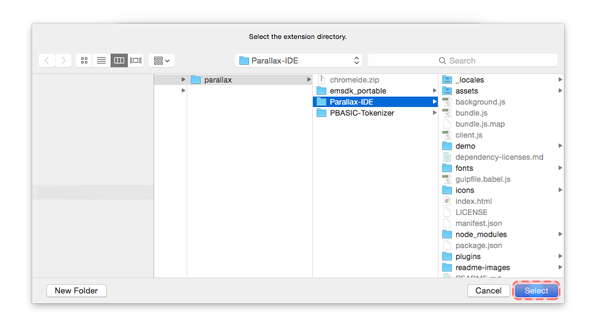 Select the extension directory.
Parallax-IDE
Search
parallax
chromeide.zip
emsdk_portable
Parallax-IDE
PBASIC-Tokenizer
_locales
assets
background.js
bundle.js
bundle.js.map
client.js
demo
dependency-licenses.md
fonts
gulpfile.babel.js
icons
index.html
LICENSE
manifest.json
node_modules
package.json
plugins
readme-images
README.md
New Folder
Cancel
Select